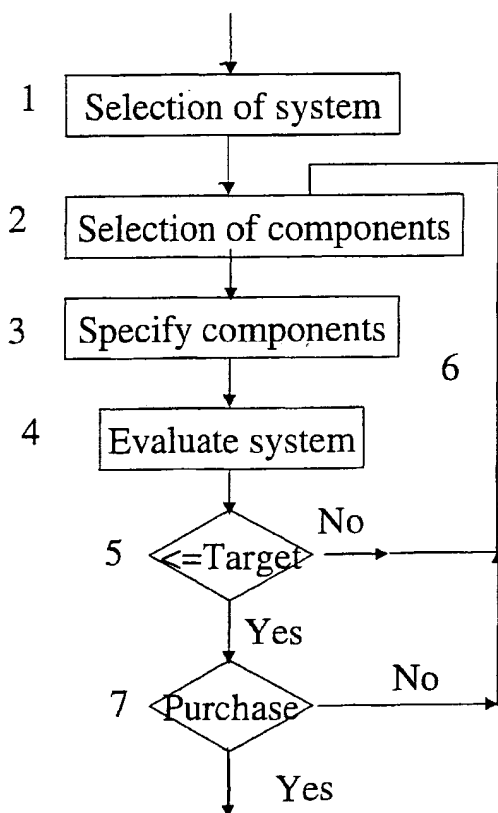 1 Selection of system
2 Selection of components
3 Specify components
6
4 Evaluate system
No
5 <=Target
Yes
No
7 Purchase
Yes